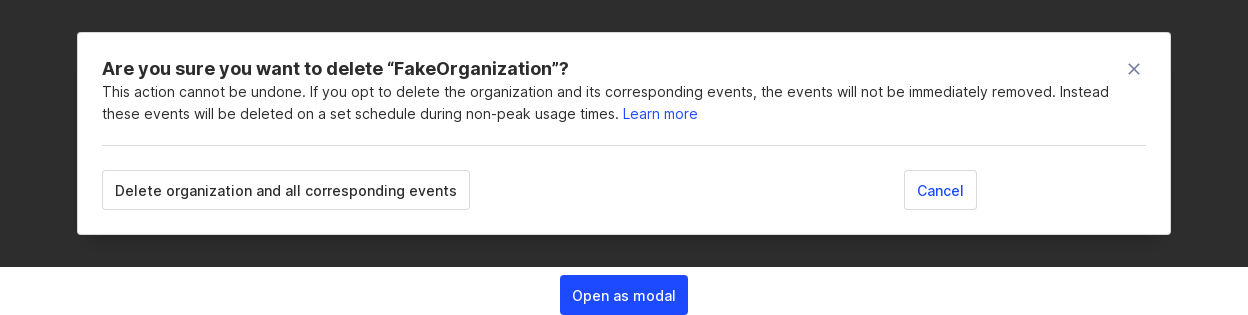 Are you sure you want to delete “FakeOrganization”?
This action cannot be undone. If you opt to delete the organization and its corresponding events, the events will not be immediately removed. Instead
these events will be deleted on a set schedule during non-peak usage times. Learn more
Delete organization and all corresponding events
Cancel
Open as modal